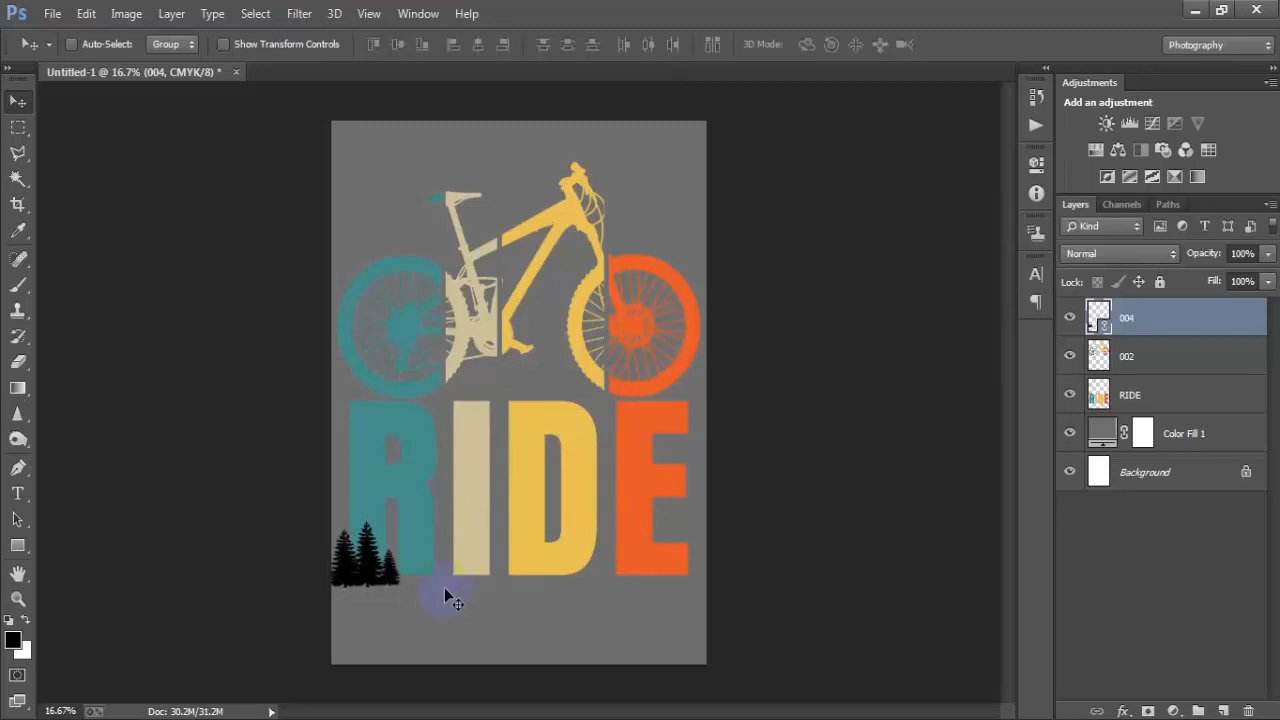 Ps File Edit Image Layer Type Select Filter 3D View Window Help
Auto-Select: Group Show Transform Controls 3D Mode: Photography
Untitled-1 @ 16.7% (004, CMYK/8) * ×
Adjustments
Add an adjustment
Layers Channels Paths
Kind
Normal Opacity: 100%
Lock: Fill: 100%
004
002
RIDE
Color Fill 1
Background
RIDE
16.67% Doc: 30.2M/31.2M